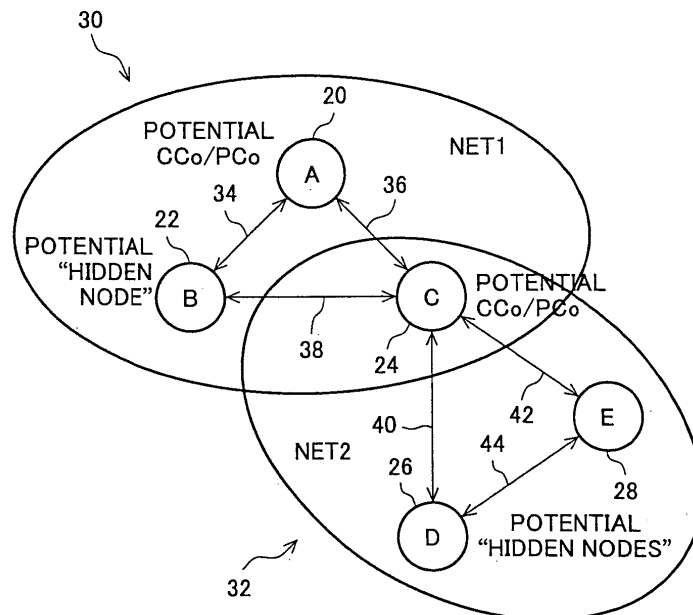 30
20
POTENTIAL
CCo/PCo
NET1
A
34
36
22
POTENTIAL
“HIDDEN
NODE”
B
C
POTENTIAL
CCo/PCo
38
24
42
E
40
NET2
44
26
28
D
POTENTIAL
“HIDDEN NODES”
32